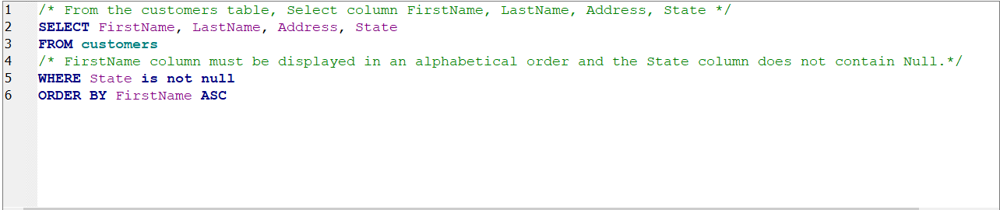 1 /* From the customers table, Select column FirstName, LastName, Address, State */
2 SELECT FirstName, LastName, Address, State
3 FROM customers
4 /* FirstName column must be displayed in an alphabetical order and the State column does not contain Null.*/
5 WHERE State is not null
6 ORDER BY FirstName ASC